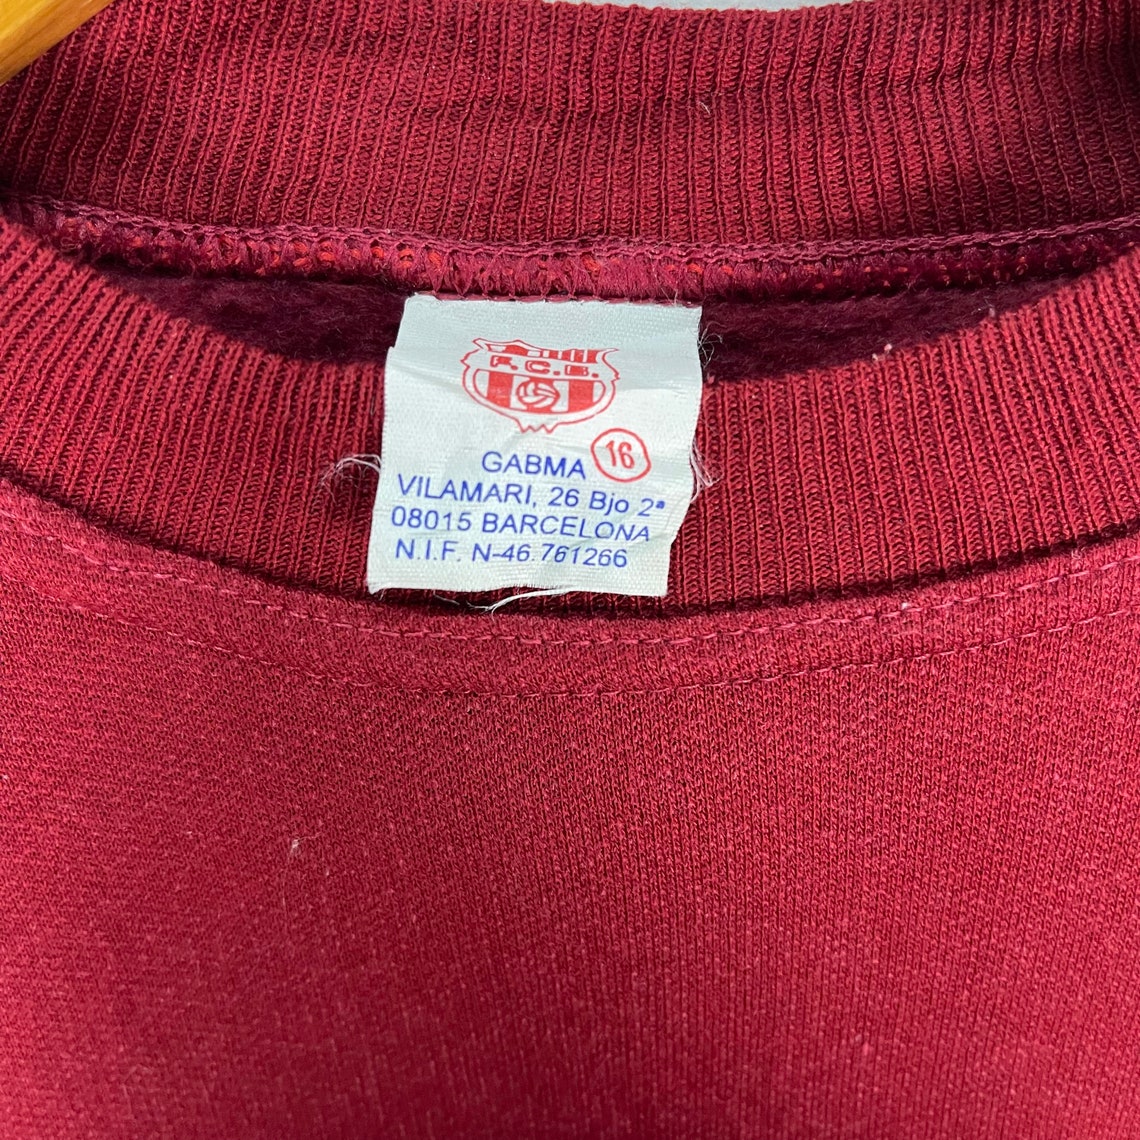 F.C.B.
GABMA 16
VILAMARI, 26 Bjo 2ª
08015 BARCELONA
N.I.F. N-46.761266